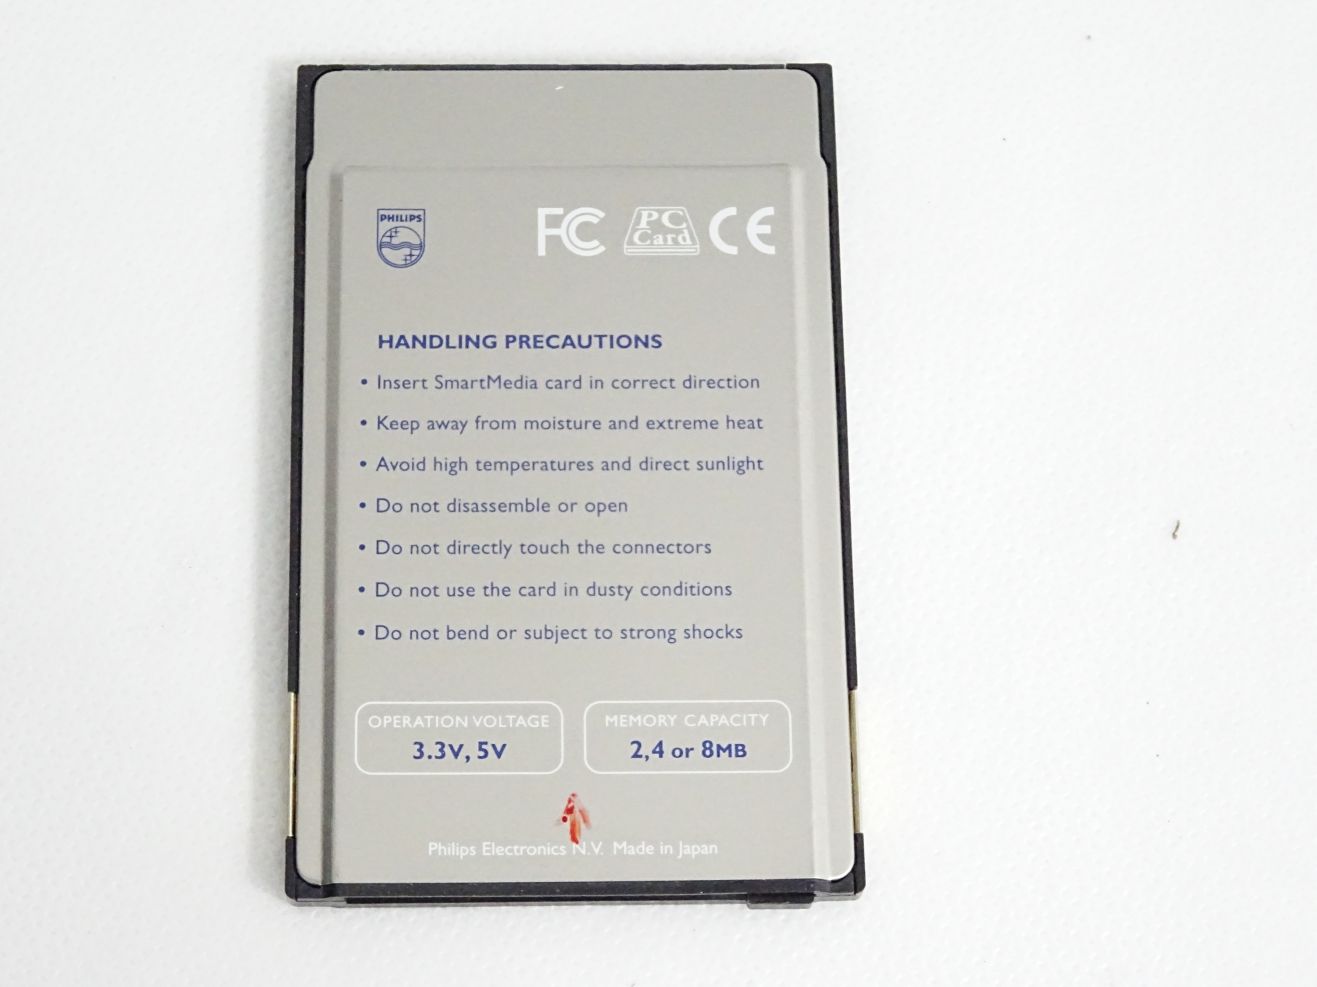 PHILIPS
FC PC Card CE
HANDLING PRECAUTIONS
• Insert SmartMedia card in correct direction
• Keep away from moisture and extreme heat
• Avoid high temperatures and direct sunlight
• Do not disassemble or open
• Do not directly touch the connectors
• Do not use the card in dusty conditions
• Do not bend or subject to strong shocks
OPERATION VOLTAGE
3.3V, 5V
MEMORY CAPACITY
2,4 or 8MB
Philips Electronics N.V. Made in Japan